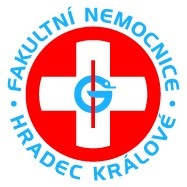 FAKULTNÍ NEMOCNICE
HRADEC KRÁLOVÉ
G